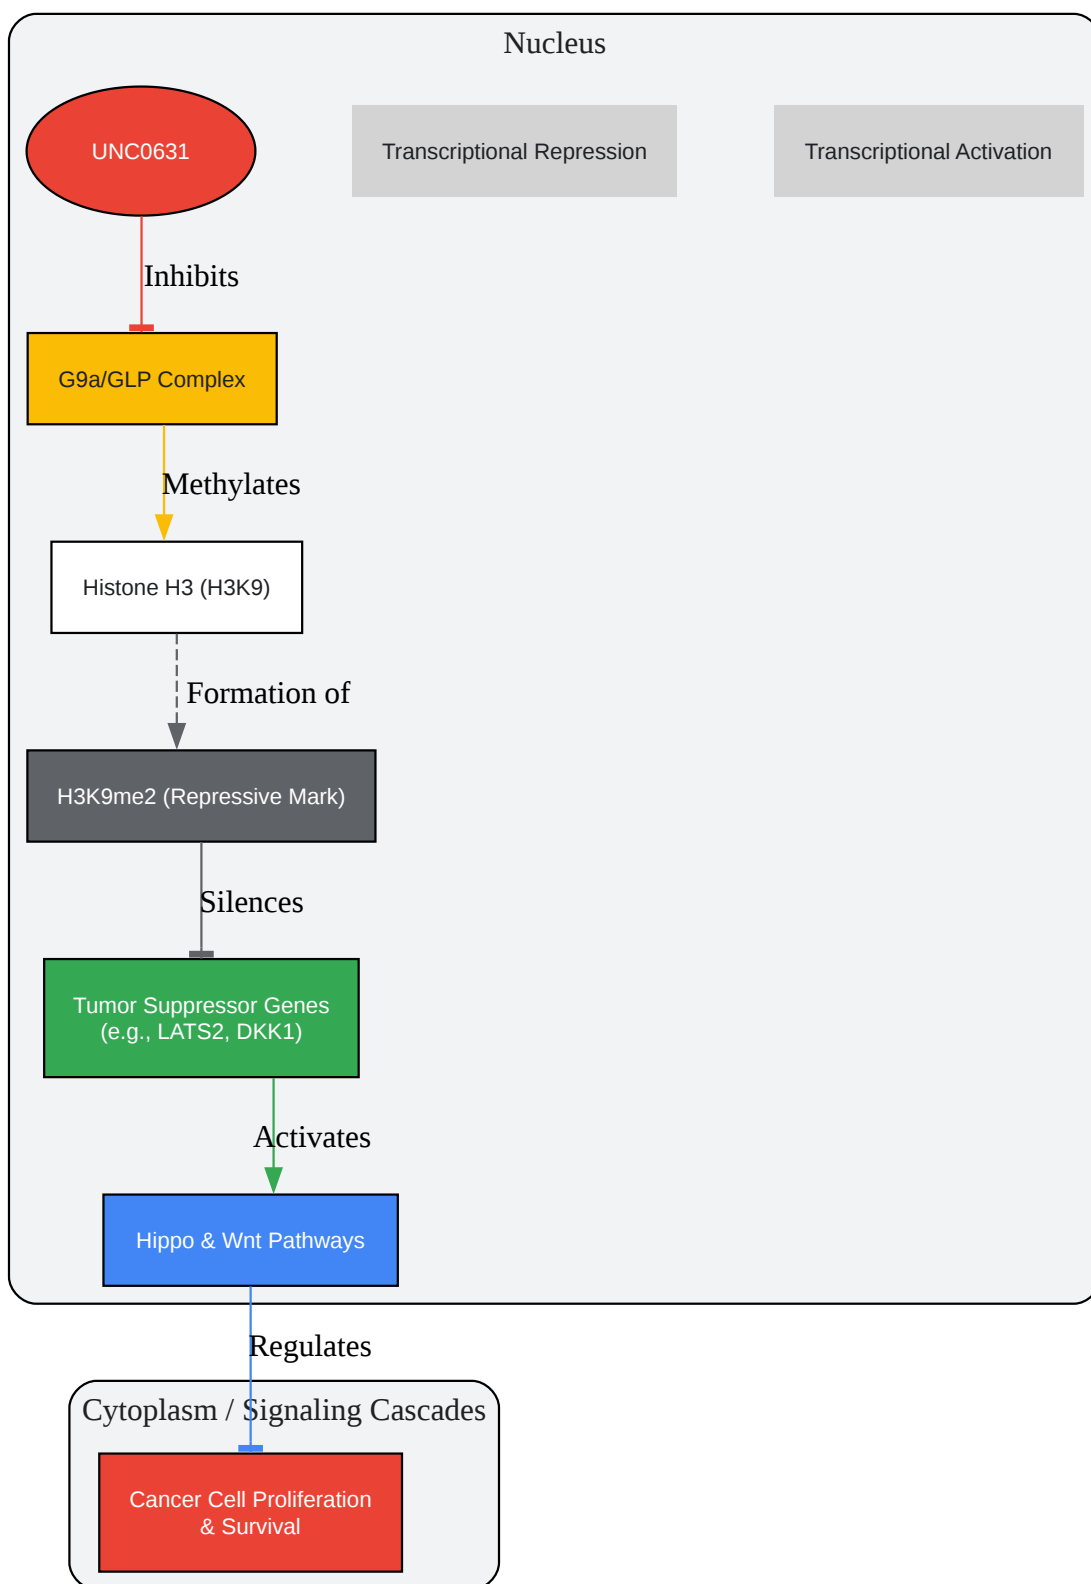 Nucleus
UNC0631
Transcriptional Repression
Transcriptional Activation
Inhibits
G9a/GLP Complex
Methylates
Histone H3 (H3K9)
Formation of
H3K9me2 (Repressive Mark)
Silences
Tumor Suppressor Genes
(e.g., LATS2, DKK1)
Activates
Hippo & Wnt Pathways
Regulates
Cytoplasm / Signaling Cascades
Cancer Cell Proliferation
& Survival